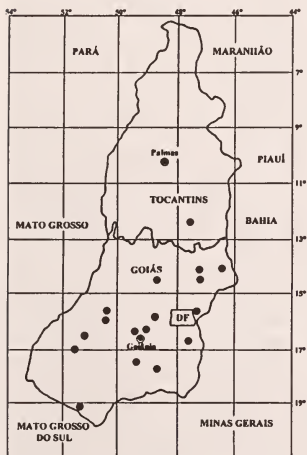 54° 52° 50° 48° 46°
PARÁ
MARANHÃO
7°
9°
Palmas
PIAUÍ
11°
TOCANTINS
MATO GROSSO
BAHIA
13°
GOIÁS
15°
DF
Goiânia
17°
19°
MATO GROSSO
DO SUL
MINAS GERAIS